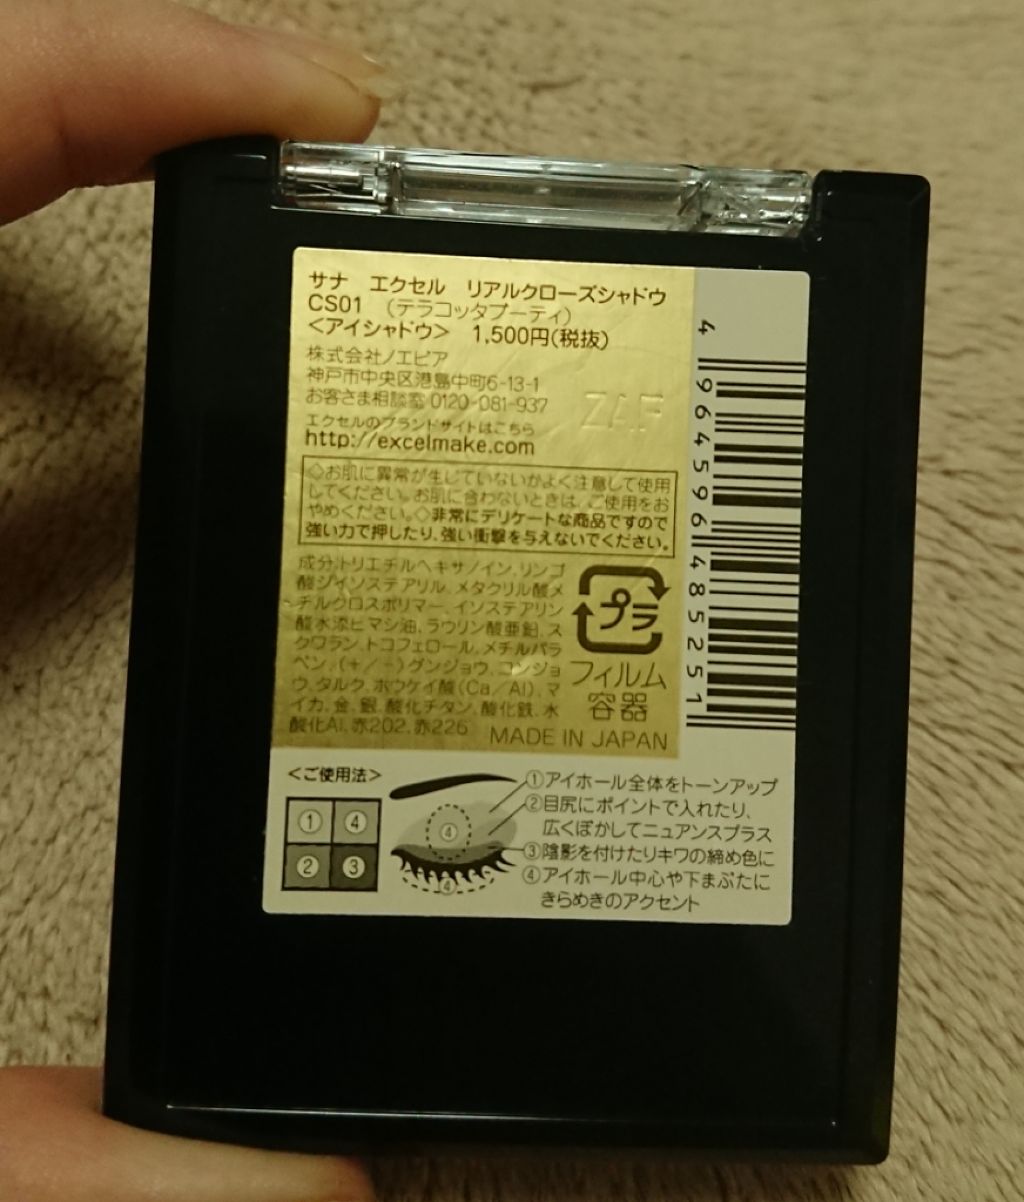 サナ　エクセル　リアルクローズシャドウ
CS01　(テラコッタブーティ)
<アイシャドウ>　1,500円(税抜)
株式会社ノエビア
神戸市中央区港島中町6-13-1
お客さま相談室 0120-081-937
エクセルのブランドサイトはこちら
http://excelmake.com
ZAF
◇お肌に異常が生じていないかよく注意して使用
してください。お肌に合わないときは、ご使用をお
やめください。◇非常にデリケートな商品ですので
強い力で押したり、強い衝撃を与えないでください。
成分:トリエチルヘキサノイン、リンゴ
酸ジイソステアリル、メタクリル酸メ
チルクロスポリマー、イソステアリン
酸水添ヒマシ油、ラウリン酸亜鉛、ス
クワラン、トコフェロール、メチルパラ
ベン、(+/-)グンジョウ、コンジョ
ウ、タルク、ホウケイ酸(Ca/Al)、マ
イカ、金、銀、酸化チタン、酸化鉄、水
酸化Al、赤202、赤226
プラ
フィルム
容器
MADE IN JAPAN
4 964596 485251
<ご使用法>
① ④
② ③
④
④
①アイホール全体をトーンアップ
②目尻にポイントで入れたり、
広くぼかしてニュアンスプラス
③陰影を付けたりキワの締め色に
④アイホール中心や下まぶたに
きらめきのアクセント